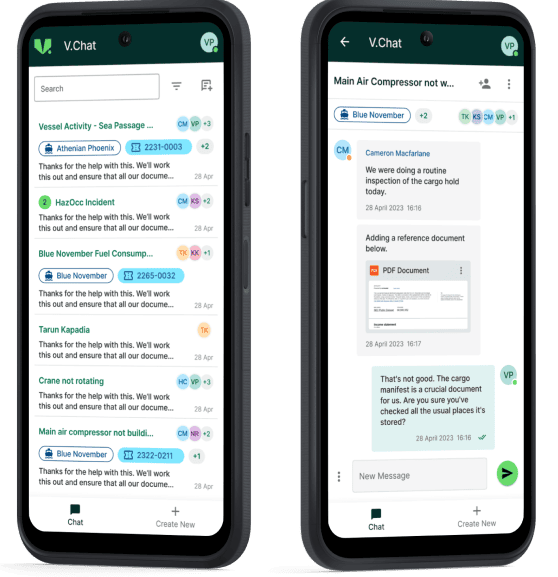 V.Chat
VP
Search
Vessel Activity - Sea Passage ...
CM VP +3
Athenian Phoenix
2231-0003
+2
Thanks for the help with this. We'll work
this out and ensure that all our docume...
28 Apr
2
HazOcc Incident
CM KS +2
Thanks for the help with this. We'll work
this out and ensure that all our docume...
28 Apr
Blue November Fuel Consump...
TK KK +1
Blue November
2265-0032
Thanks for the help with this. We'll work
this out and ensure that all our docume...
28 Apr
Tarun Kapadia
TK
Thanks for the help with this. We'll work
this out and ensure that all our docume...
28 Apr
Crane not rotating
HC VP +3
Thanks for the help with this. We'll work
this out and ensure that all our docume...
28 Apr
Main air compressor not buildi...
CM NR +2
Blue November
2322-0211
+1
Thanks for the help with this. We'll work
this out and ensure that all our docume...
28 Apr
Chat
Create New
V.Chat
VP
Main Air Compressor not w...
Blue November
+2
TK KS CM VP +1
CM
Cameron Macfarlane
We were doing a routine
inspection of the cargo hold
today.
28 April 2023 16:16
Adding a reference document
below.
PDF
PDF Document
28 April 2023 16:17
VP
That's not good. The cargo
manifest is a crucial document
for us. Are you sure you've
checked all the usual places it's
stored?
28 April 2023 16:16
New Message
Chat
Create New